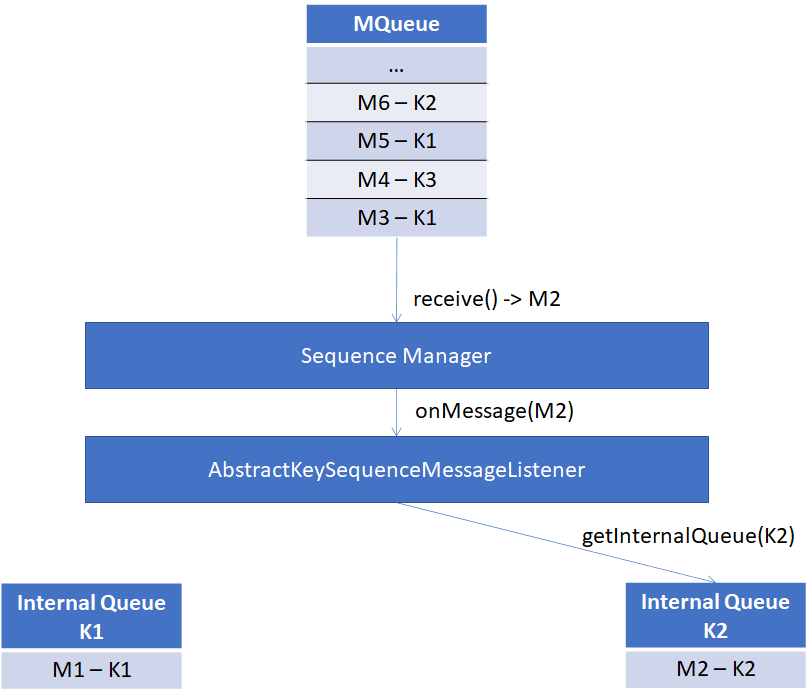 MQueue
...
M6 – K2
M5 – K1
M4 – K3
M3 – K1
receive() -> M2
Sequence Manager
onMessage(M2)
AbstractKeySequenceMessageListener
getInternalQueue(K2)
Internal Queue
K1
M1 – K1
Internal Queue
K2
M2 – K2